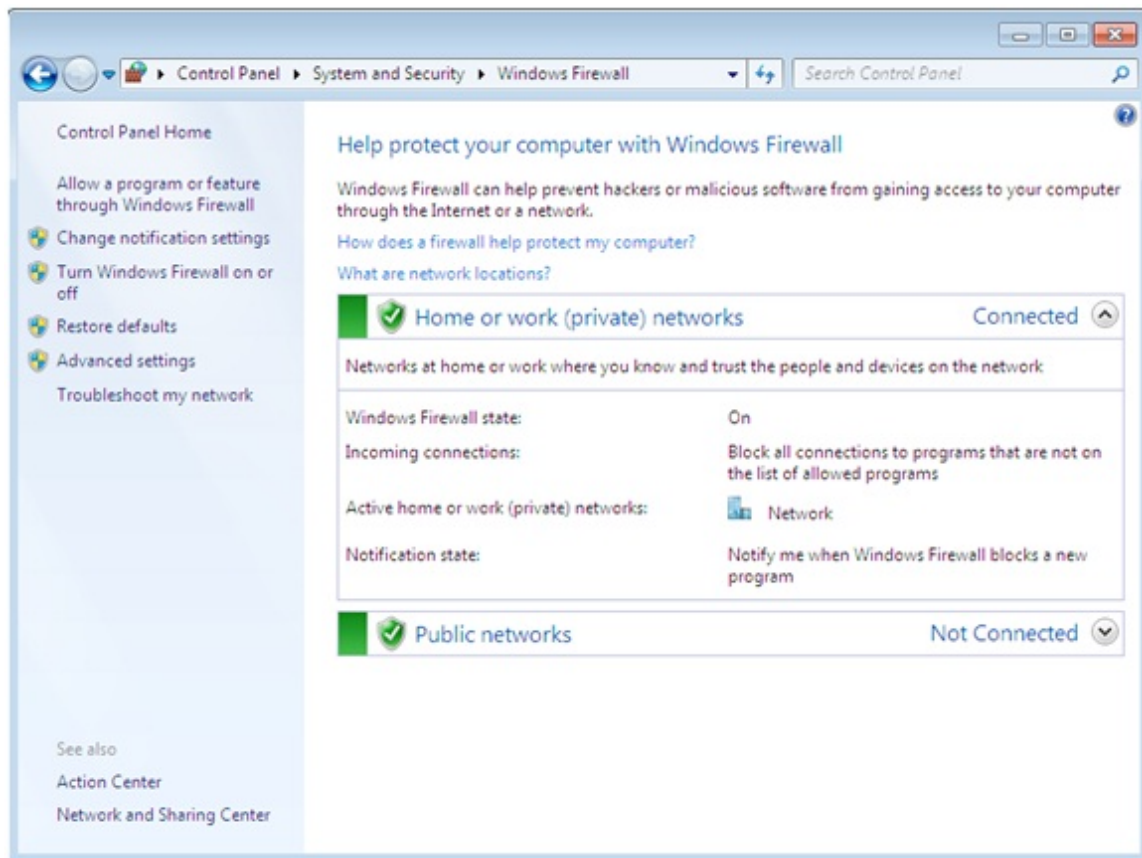 Control Panel ▸ System and Security ▸ Windows Firewall
Search Control Panel
Control Panel Home
Allow a program or feature
through Windows Firewall
Change notification settings
Turn Windows Firewall on or
off
Restore defaults
Advanced settings
Troubleshoot my network
See also
Action Center
Network and Sharing Center
Help protect your computer with Windows Firewall
Windows Firewall can help prevent hackers or malicious software from gaining access to your computer
through the Internet or a network.
How does a firewall help protect my computer?
What are network locations?
Home or work (private) networks Connected
Networks at home or work where you know and trust the people and devices on the network
Windows Firewall state: On
Incoming connections: Block all connections to programs that are not on
the list of allowed programs
Active home or work (private) networks: Network
Notification state: Notify me when Windows Firewall blocks a new
program
Public networks Not Connected